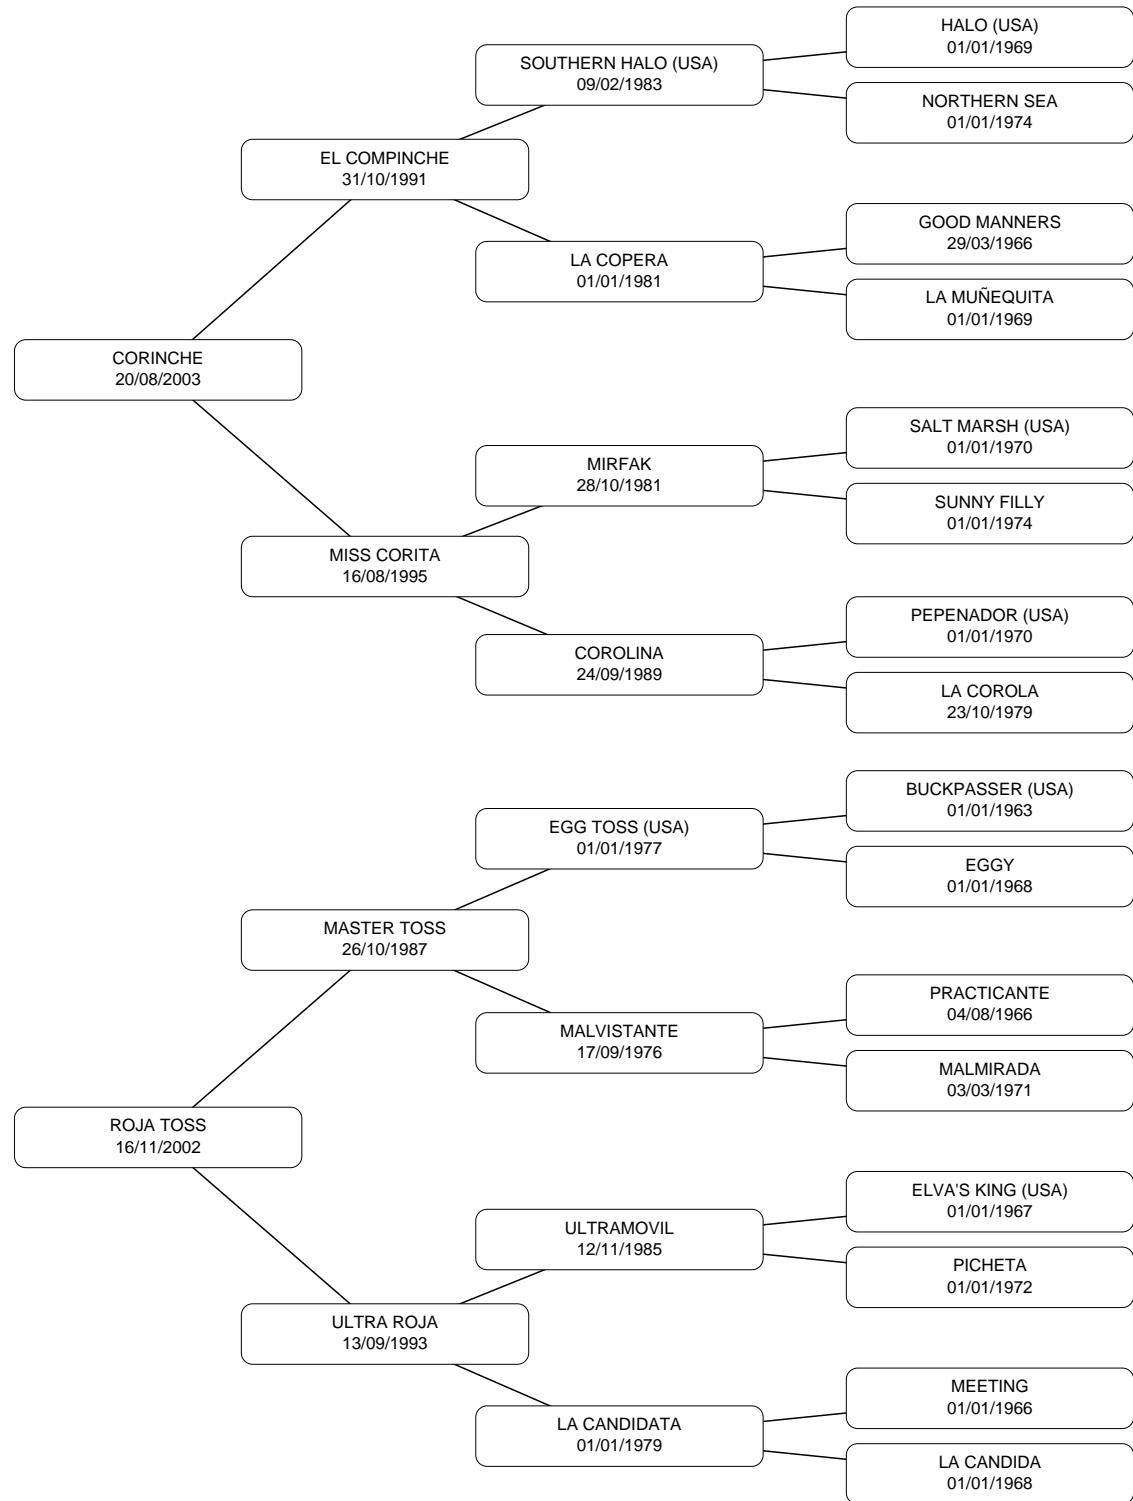 HALO (USA)
01/01/1969
SOUTHERN HALO (USA)
09/02/1983
NORTHERN SEA
01/01/1974
EL COMPINCHE
31/10/1991
GOOD MANNERS
29/03/1966
LA COPERA
01/01/1981
LA MUÑEQUITA
01/01/1969
CORINCHE
20/08/2003
SALT MARSH (USA)
01/01/1970
MIRFAK
28/10/1981
SUNNY FILLY
01/01/1974
MISS CORITA
16/08/1995
PEPENADOR (USA)
01/01/1970
COROLINA
24/09/1989
LA COROLA
23/10/1979
BUCKPASSER (USA)
01/01/1963
EGG TOSS (USA)
01/01/1977
EGGY
01/01/1968
MASTER TOSS
26/10/1987
PRACTICANTE
04/08/1966
MALVISTANTE
17/09/1976
MALMIRADA
03/03/1971
ROJA TOSS
16/11/2002
ELVA'S KING (USA)
01/01/1967
ULTRAMOVIL
12/11/1985
PICHETA
01/01/1972
ULTRA ROJA
13/09/1993
MEETING
01/01/1966
LA CANDIDATA
01/01/1979
LA CANDIDA
01/01/1968